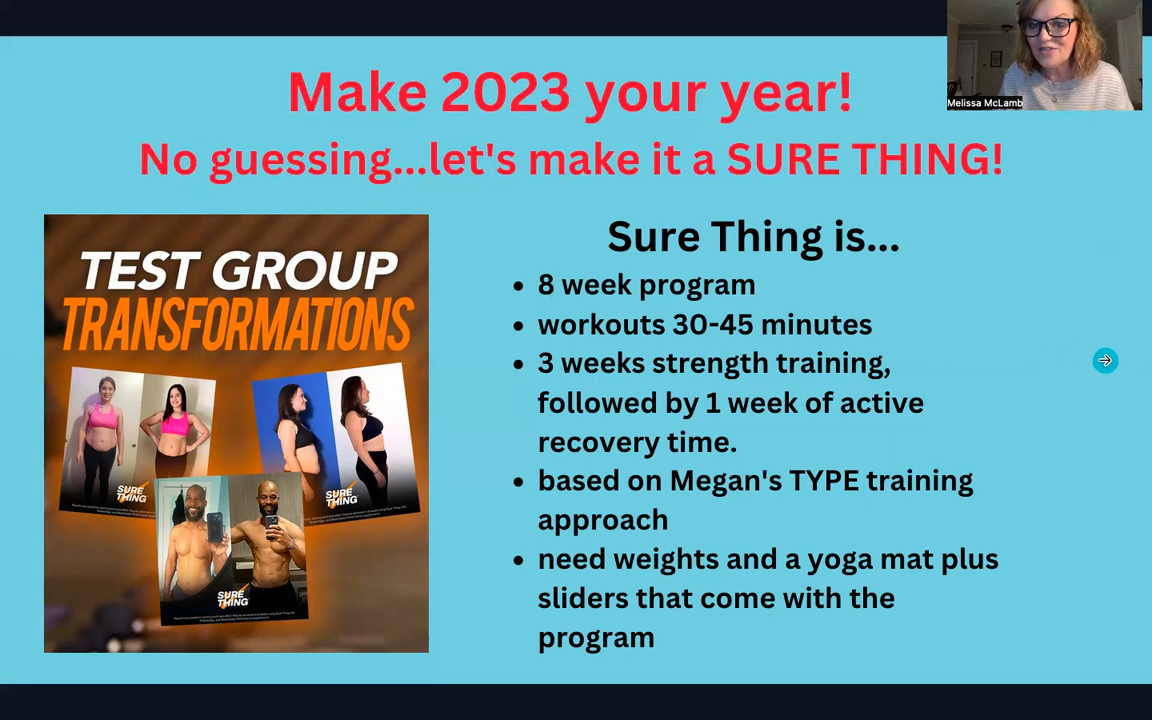 Make 2023 your year!
No guessing...let's make it a SURE THING!
Melissa McLamb
TEST GROUP
TRANSFORMATIONS
SURE
THING
SURE
THING
SURE
THING
Sure Thing is...
• 8 week program
• workouts 30-45 minutes
• 3 weeks strength training,
followed by 1 week of active
recovery time.
• based on Megan's TYPE training
approach
• need weights and a yoga mat plus
sliders that come with the
program